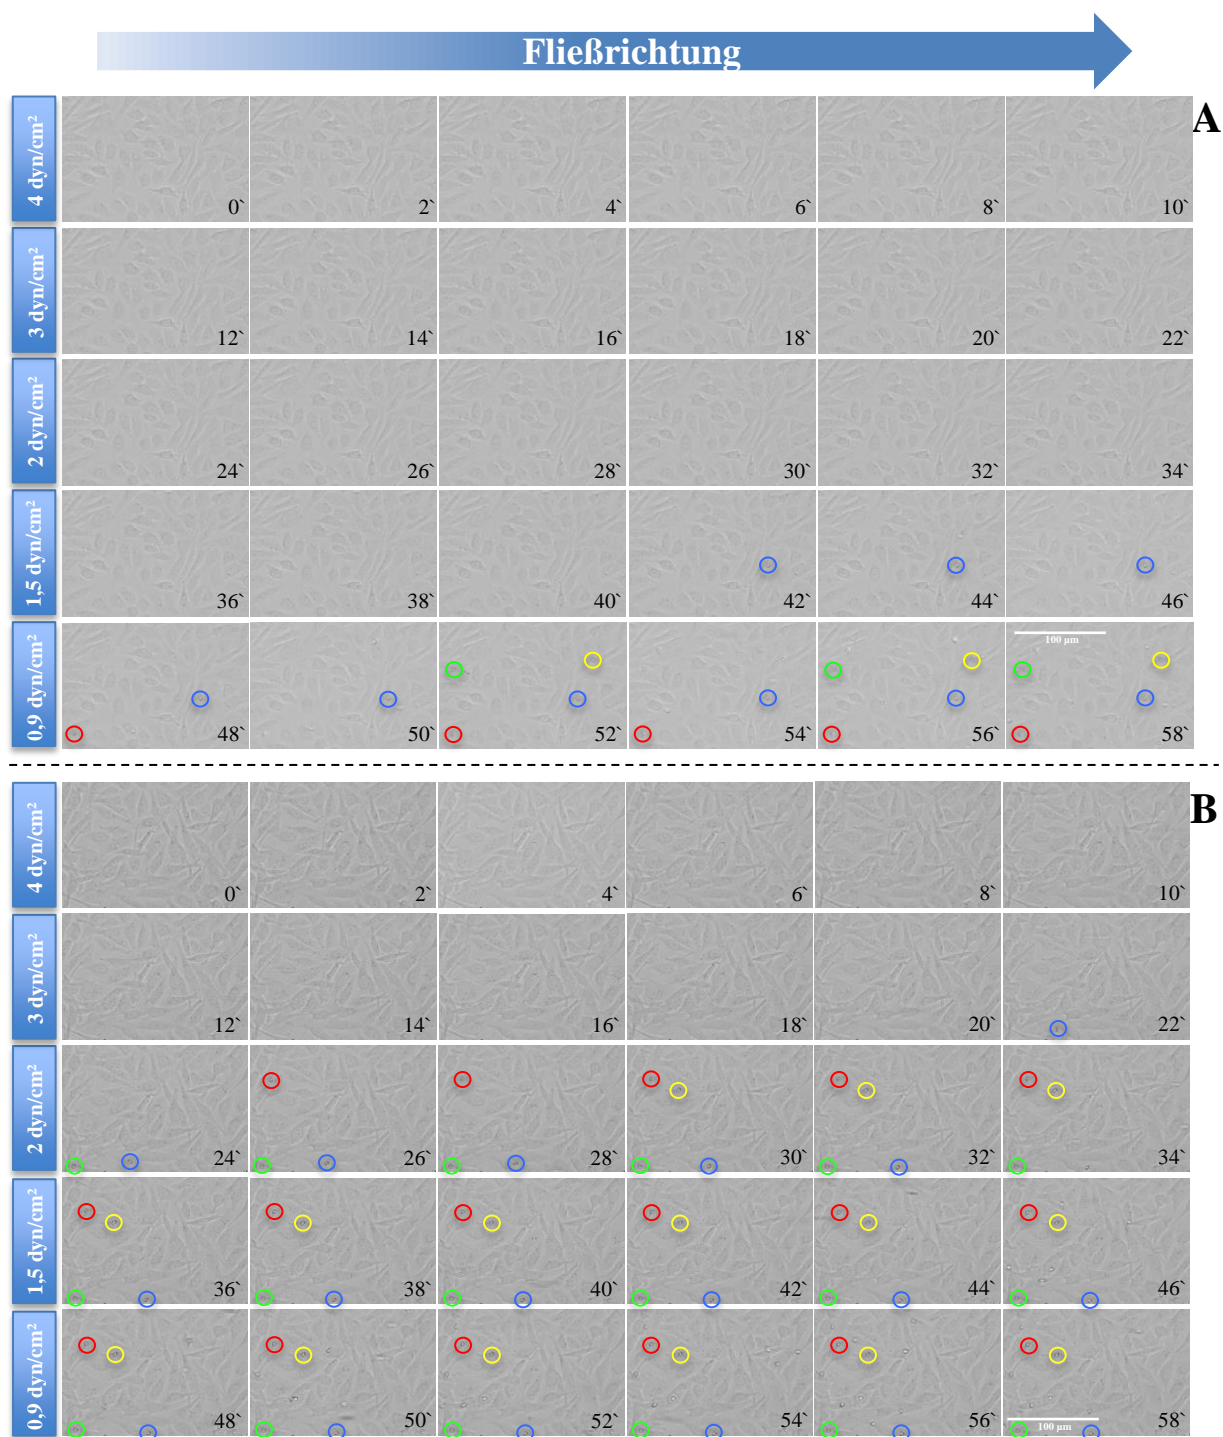 Fließrichtung
A
4 dyn/cm²
0` 2` 4` 6` 8` 10`
3 dyn/cm²
12` 14` 16` 18` 20` 22`
2 dyn/cm²
24` 26` 28` 30` 32` 34`
1,5 dyn/cm²
36` 38` 40` 42` 44` 46`
0,9 dyn/cm²
100 µm
48` 50` 52` 54` 56` 58`
B
4 dyn/cm²
0` 2` 4` 6` 8` 10`
3 dyn/cm²
12` 14` 16` 18` 20` 22`
2 dyn/cm²
24` 26` 28` 30` 32` 34`
1,5 dyn/cm²
36` 38` 40` 42` 44` 46`
0,9 dyn/cm²
48` 50` 52` 54` 56` 58`
100 µm